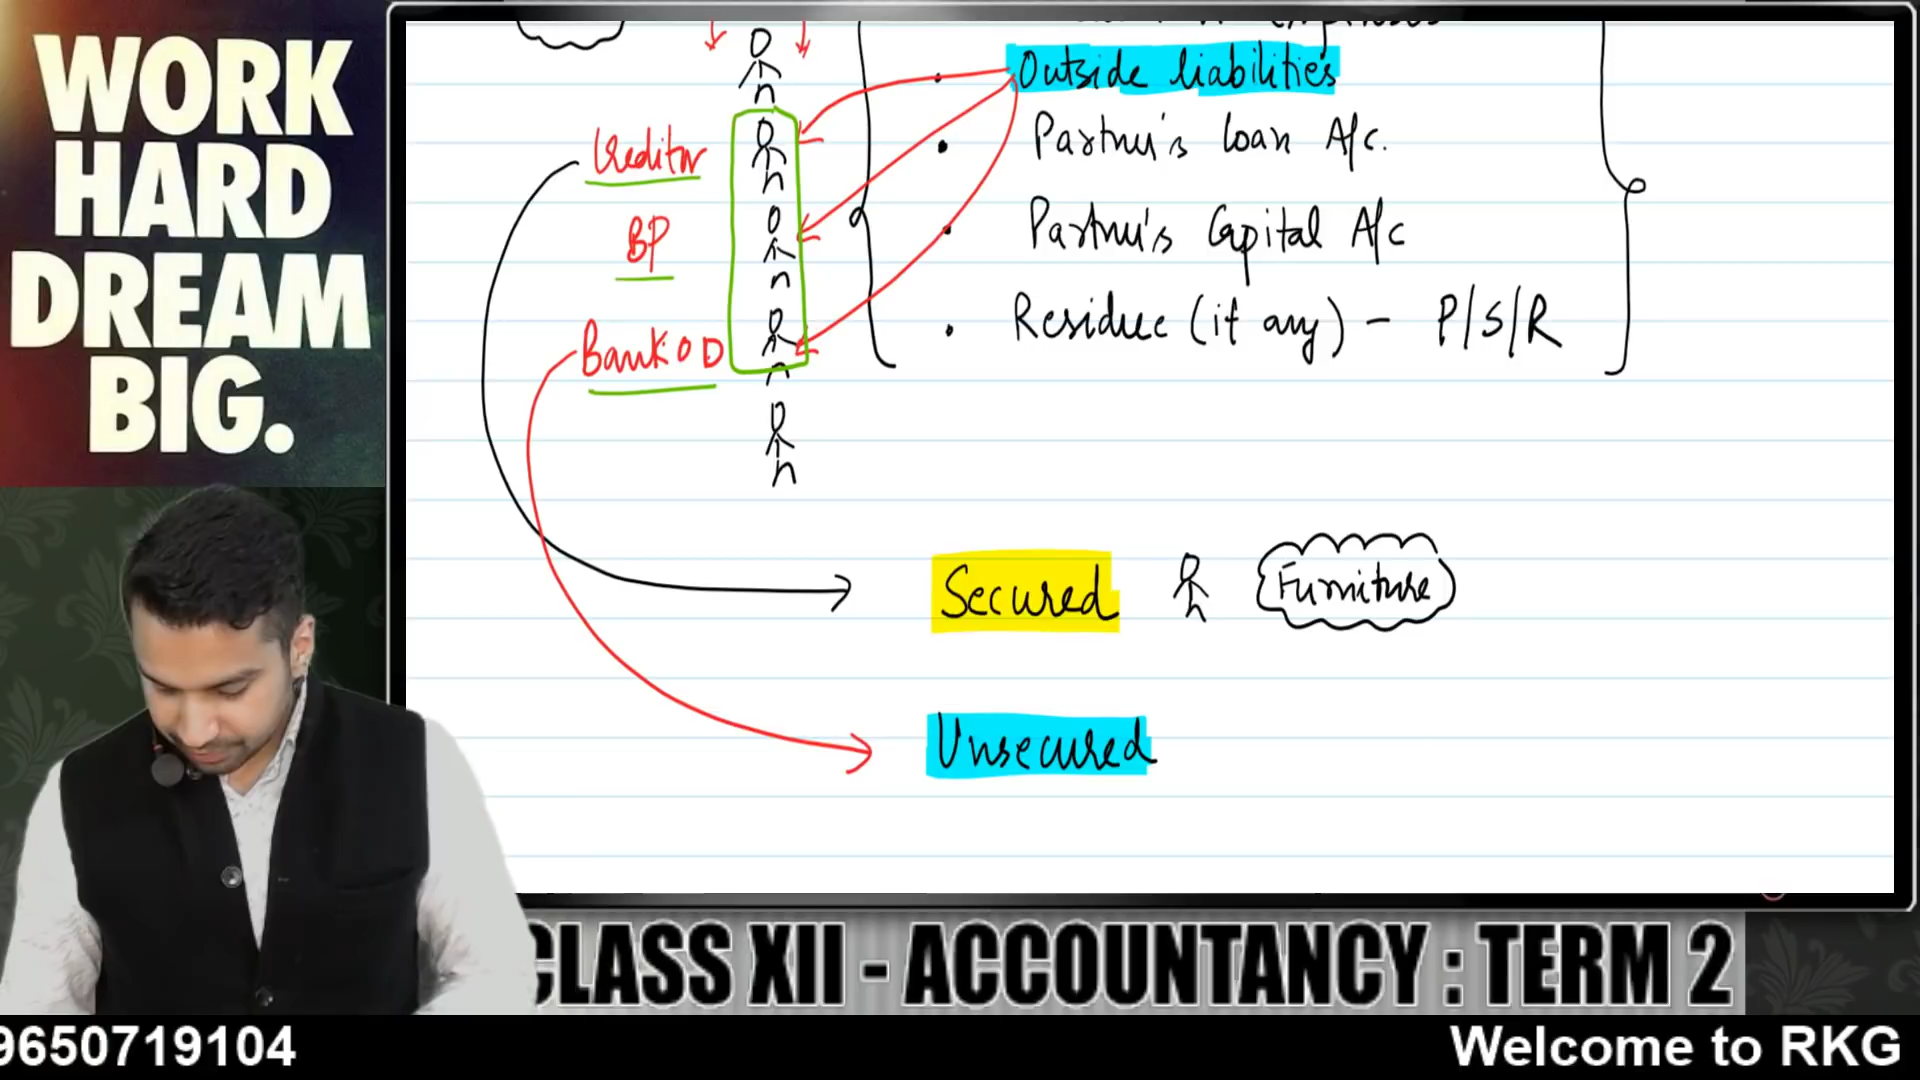 WORK
HARD
DREAM
BIG.
Outside liabilities
Creditor
Partner's loan A/c.
BP
Partner's Capital A/c
Bank OD
Residue (if any) - P/S/R
Secured
Furniture
Unsecured
CLASS XII - ACCOUNTANCY : TERM 2
9650719104
Welcome to RKG